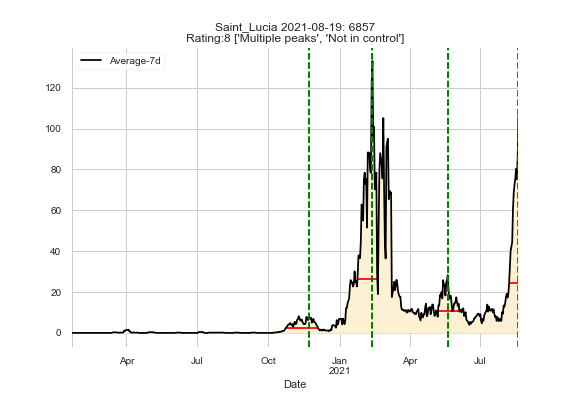 Saint_Lucia 2021-08-19: 6857
Rating:8 ['Multiple peaks', 'Not in control']
Average-7d
120
100
80
60
40
20
0
Apr Jul Oct Jan Apr Jul
2021
Date